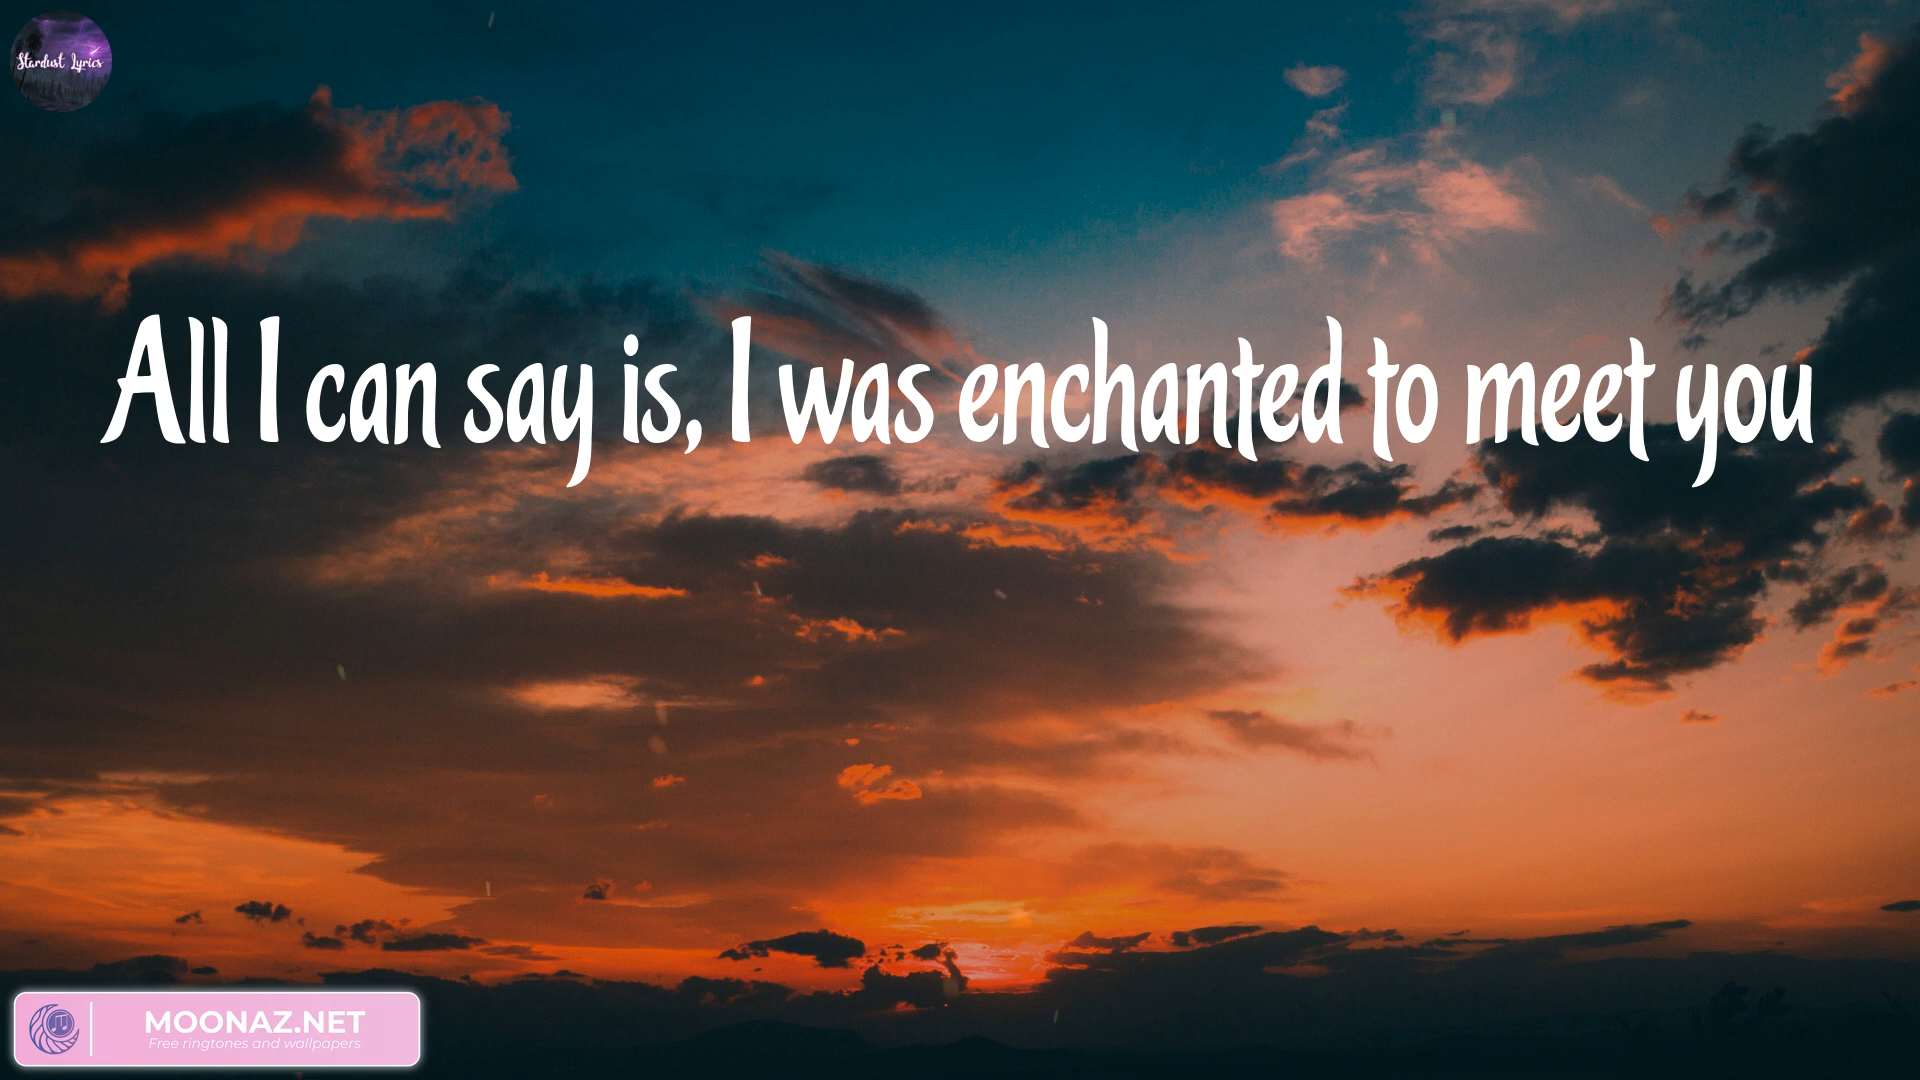 Stardust Lyrics
All I can say is, I was enchanted to meet you
MOONAZ.NET
Free ringtones and wallpapers